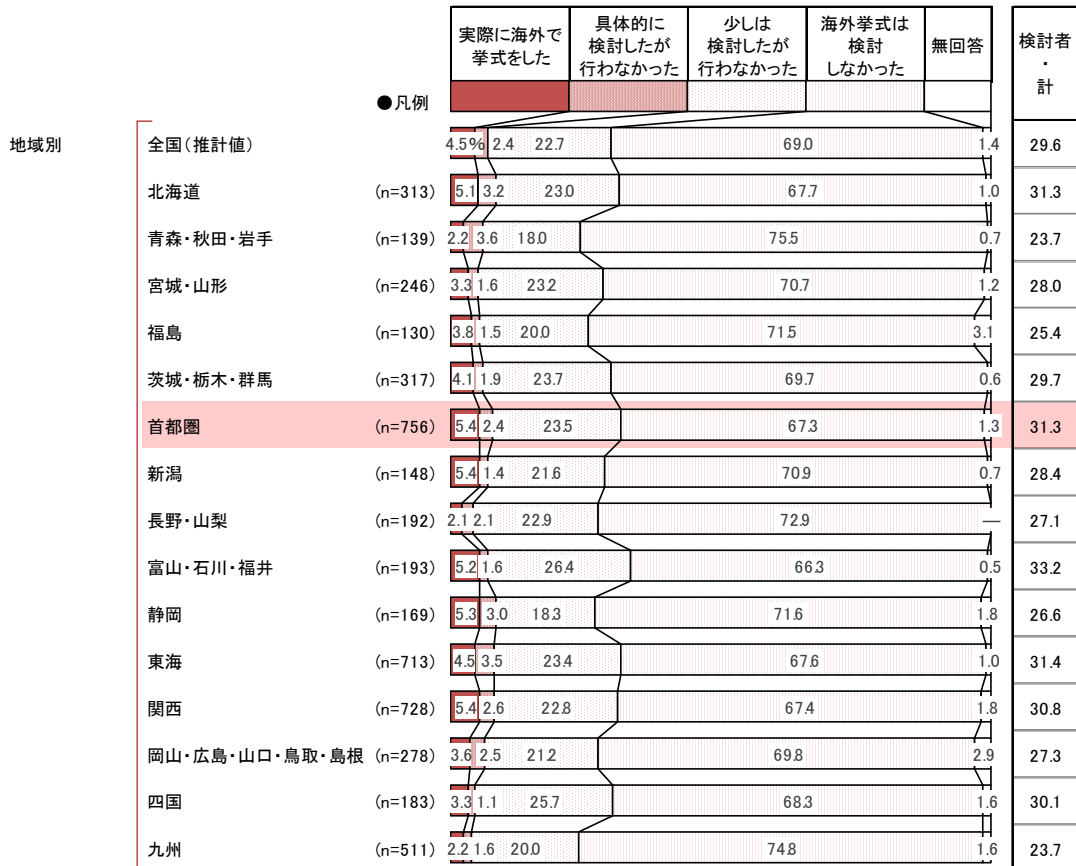 実際に海外で
挙式をした
具体的に
検討したが
行わなかった
少しは
検討したが
行わなかった
海外挙式は
検討
しなかった
無回答
検討者
・
計
●凡例
地域別
全国(推計値) 4.5% 2.4 22.7 69.0 1.4 29.6
北海道 (n=313) 5.1 3.2 23.0 67.7 1.0 31.3
青森・秋田・岩手 (n=139) 2.2 3.6 18.0 75.5 0.7 23.7
宮城・山形 (n=246) 3.3 1.6 23.2 70.7 1.2 28.0
福島 (n=130) 3.8 1.5 20.0 71.5 3.1 25.4
茨城・栃木・群馬 (n=317) 4.1 1.9 23.7 69.7 0.6 29.7
首都圏 (n=756) 5.4 2.4 23.5 67.3 1.3 31.3
新潟 (n=148) 5.4 1.4 21.6 70.9 0.7 28.4
長野・山梨 (n=192) 2.1 2.1 22.9 72.9 — 27.1
富山・石川・福井 (n=193) 5.2 1.6 26.4 66.3 0.5 33.2
静岡 (n=169) 5.3 3.0 18.3 71.6 1.8 26.6
東海 (n=713) 4.5 3.5 23.4 67.6 1.0 31.4
関西 (n=728) 5.4 2.6 22.8 67.4 1.8 30.8
岡山・広島・山口・鳥取・島根 (n=278) 3.6 2.5 21.2 69.8 2.9 27.3
四国 (n=183) 3.3 1.1 25.7 68.3 1.6 30.1
九州 (n=511) 2.2 1.6 20.0 74.8 1.6 23.7